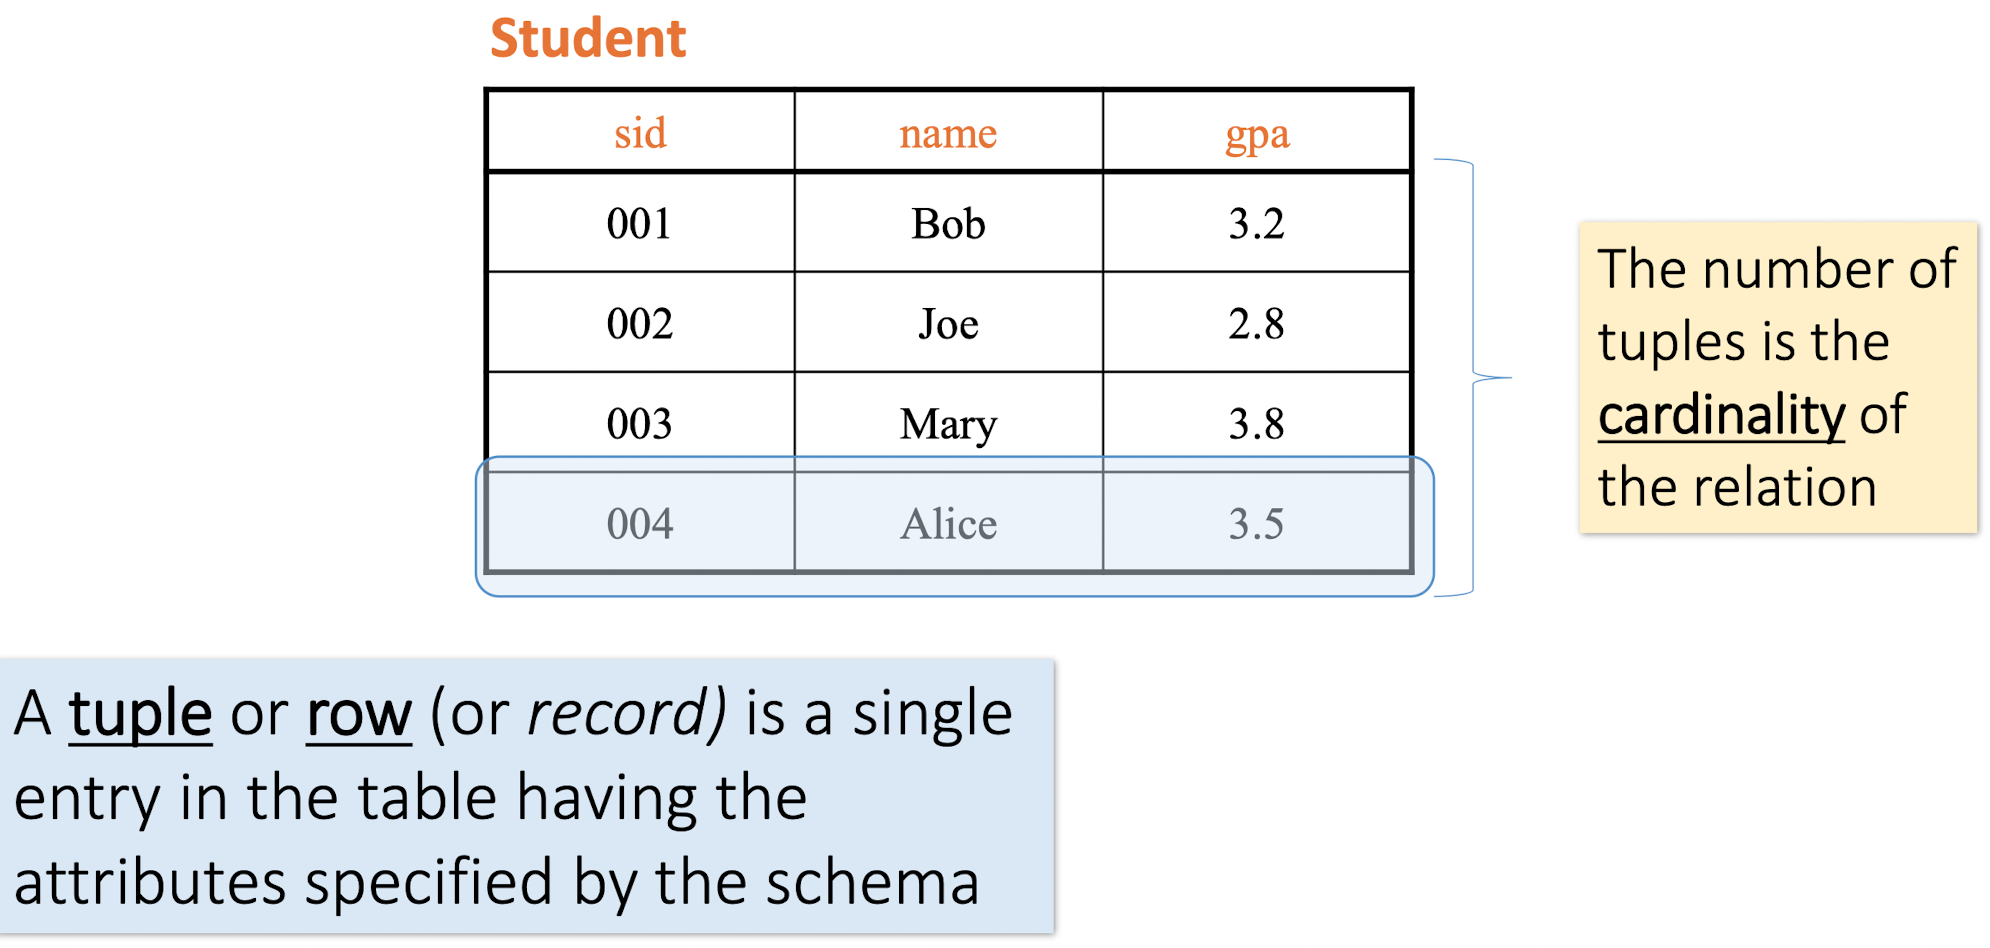 Student
sid name gpa
001 Bob 3.2
002 Joe 2.8
003 Mary 3.8
004 Alice 3.5
The number of
tuples is the
cardinality of
the relation
A tuple or row (or record) is a single
entry in the table having the
attributes specified by the schema